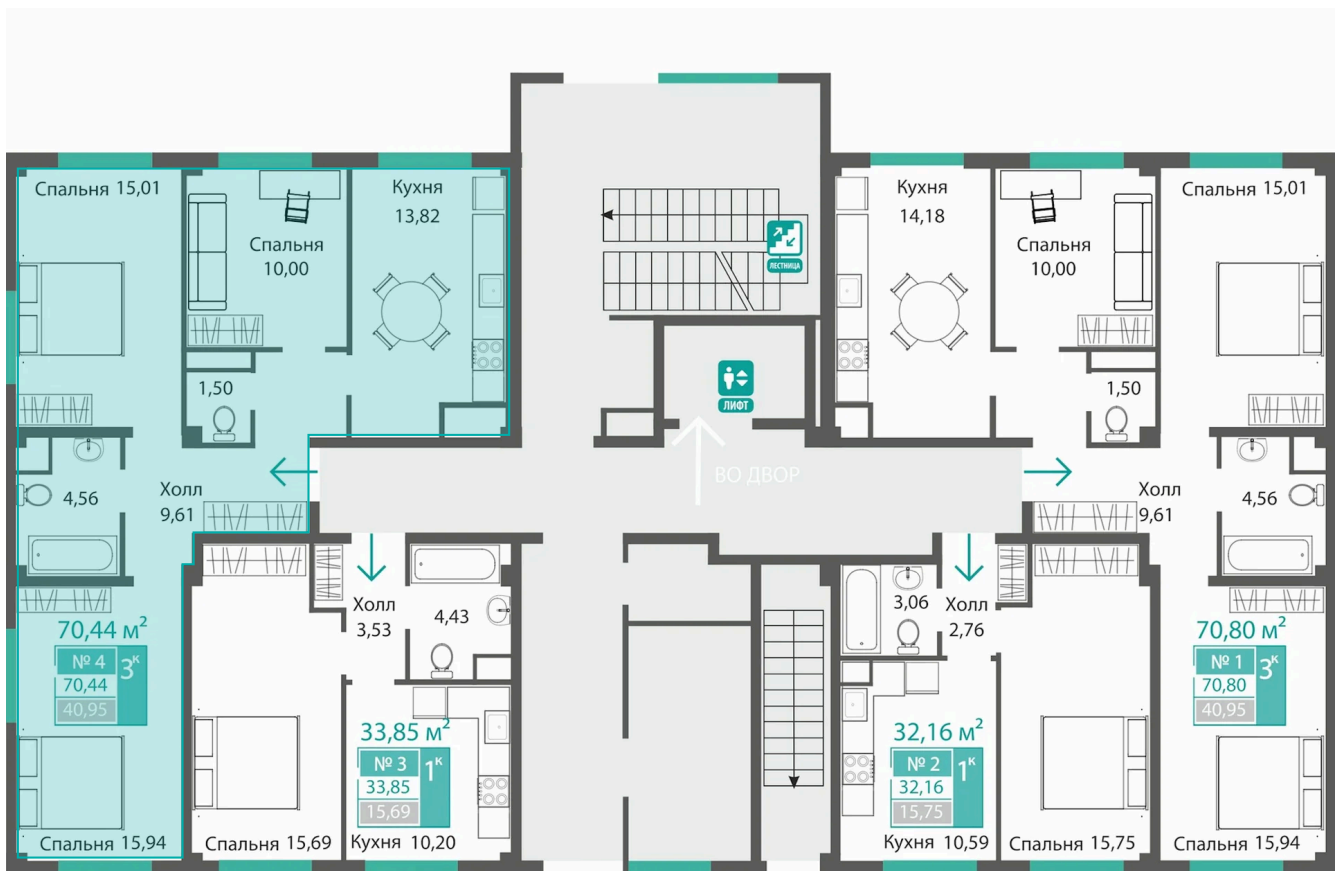 Спальня 15,01
Спальня
10,00
Кухня
13,82
1,50
4,56
Холл
9,61
70,44 м²
№ 4
70,44
40,95
3к
Спальня 15,94
Спальня 15,69
Холл
3,53
4,43
33,85 м²
№ 3
33,85
15,69
1к
Кухня 10,20
ЛЕСТНИЦА
ЛИФТ
ВО ДВОР
Кухня
14,18
Спальня
10,00
Спальня 15,01
1,50
Холл
9,61
4,56
3,06
Холл
2,76
32,16 м²
№ 2
32,16
15,75
1к
Кухня 10,59
Спальня 15,75
70,80 м²
№ 1
70,80
40,95
3к
Спальня 15,94